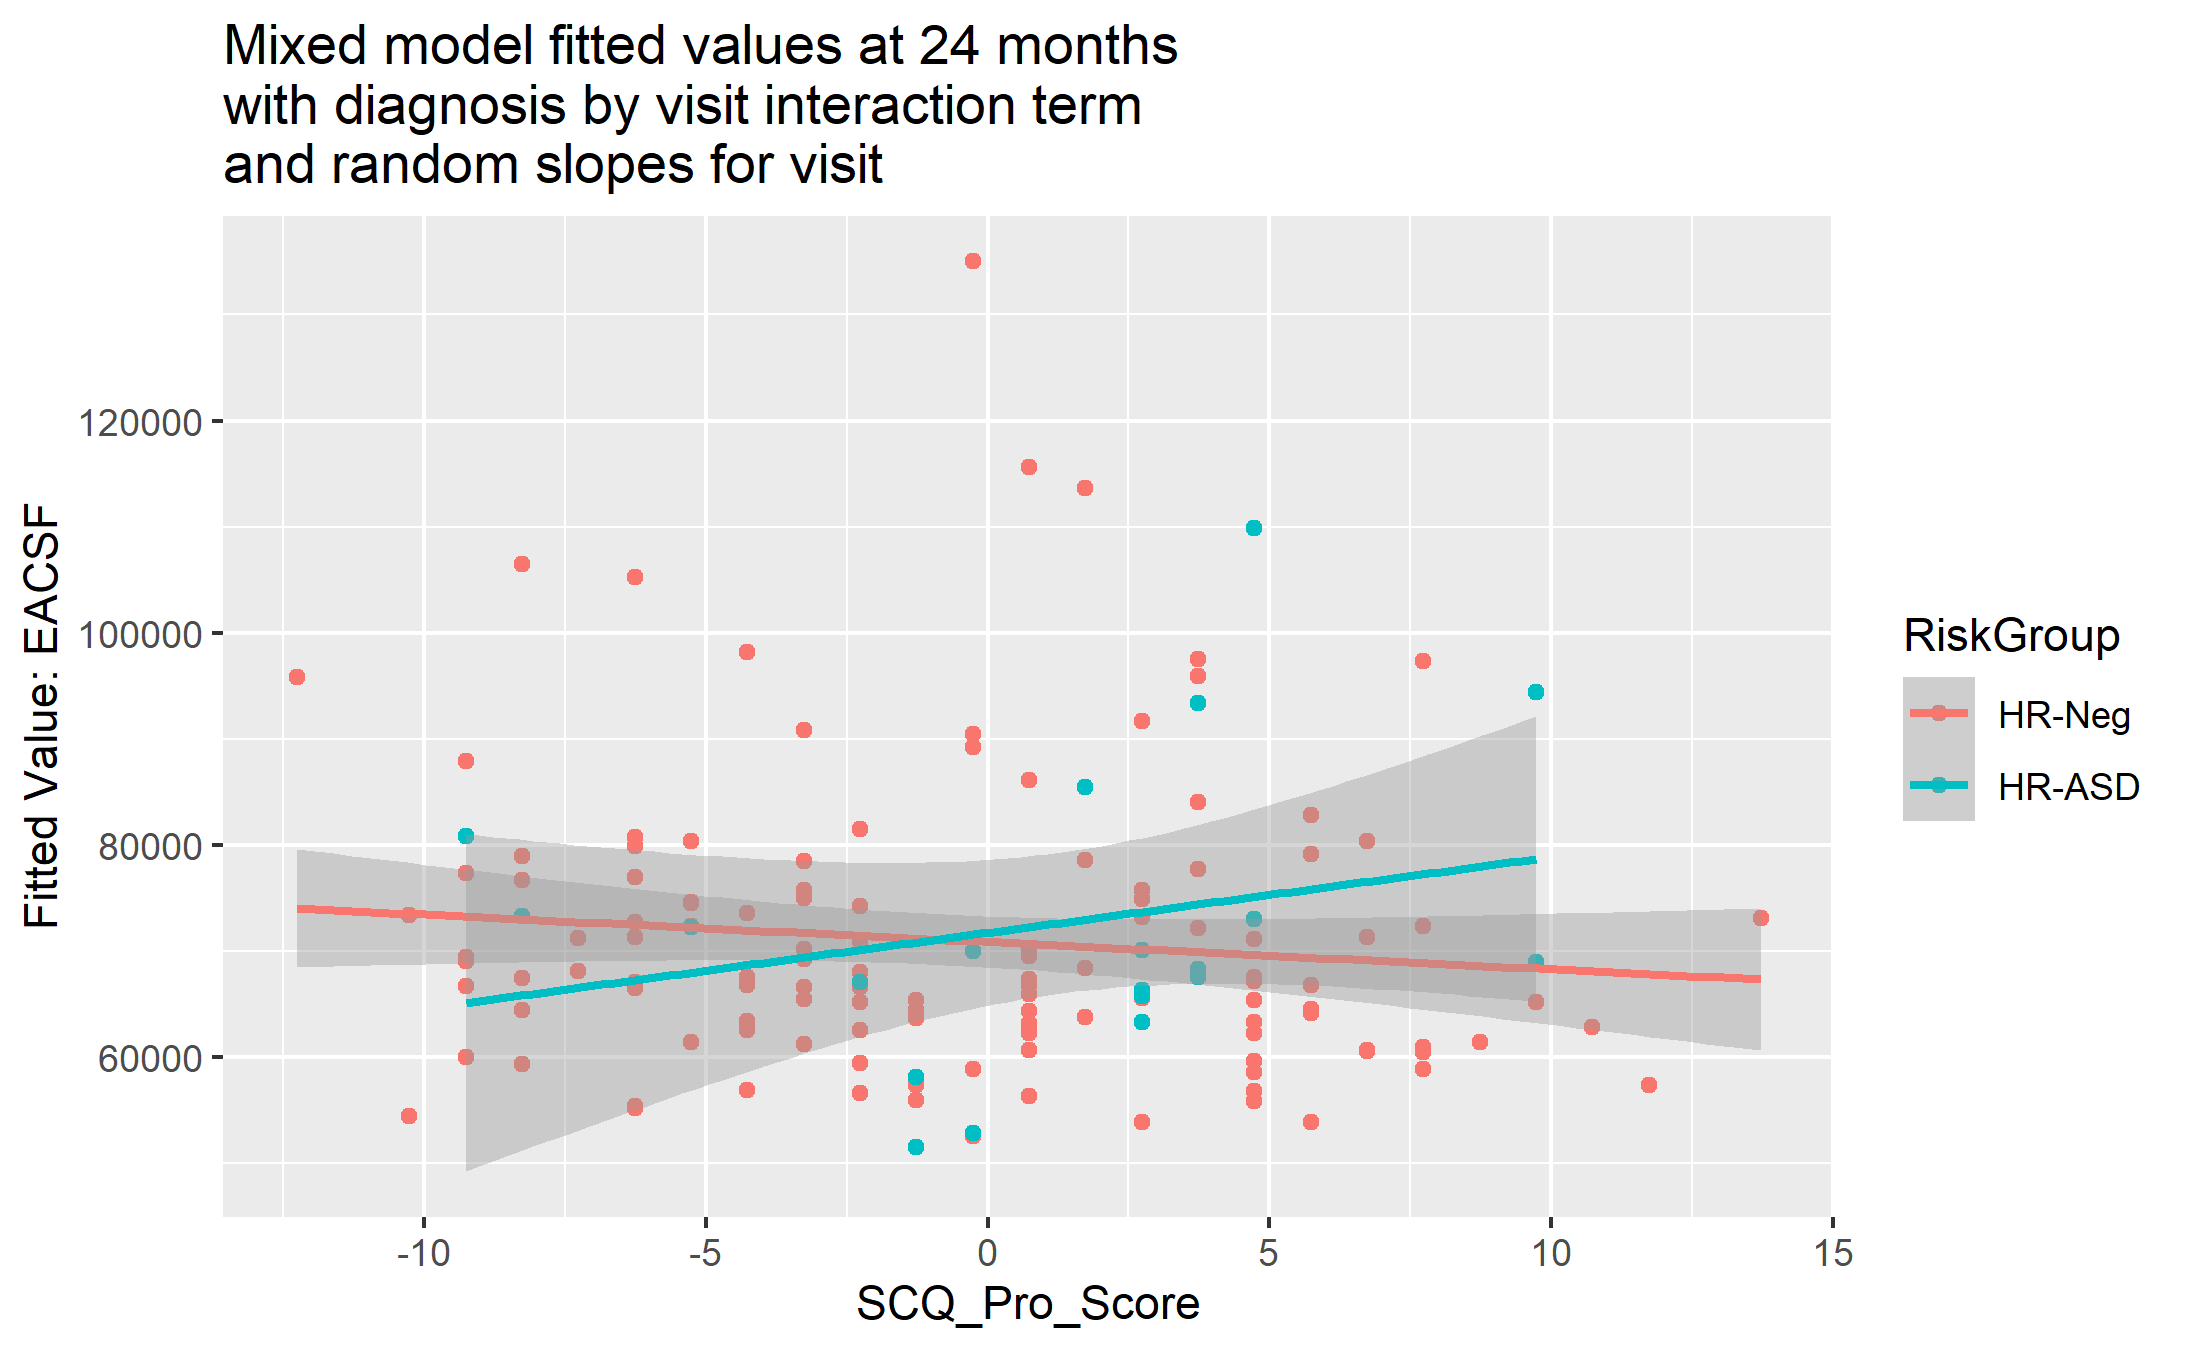 Mixed model fitted values at 24 months
with diagnosis by visit interaction term
and random slopes for visit
Fitted Value: EACSF
120000
100000
80000
60000
-10
-5
0
5
10
15
SCQ_Pro_Score
RiskGroup
HR-Neg
HR-ASD